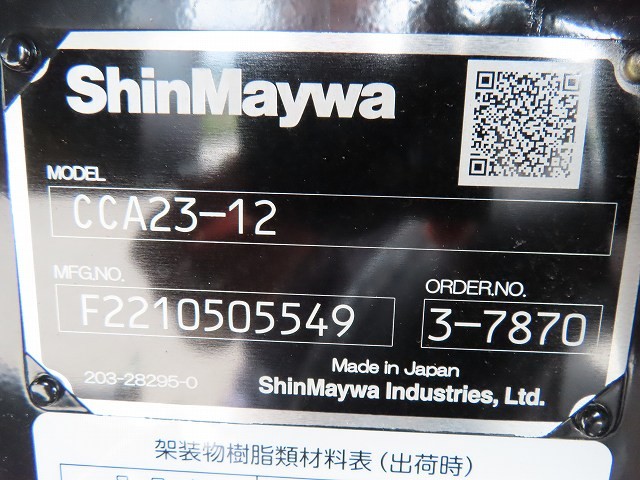 ShinMaywa
MODEL
CCA23-12
MFG.NO.
F2210505549
ORDER.NO.
3-7870
203-28295-0
Made in Japan
ShinMaywa Industries, Ltd.
架装物樹脂類材料表(出荷時)